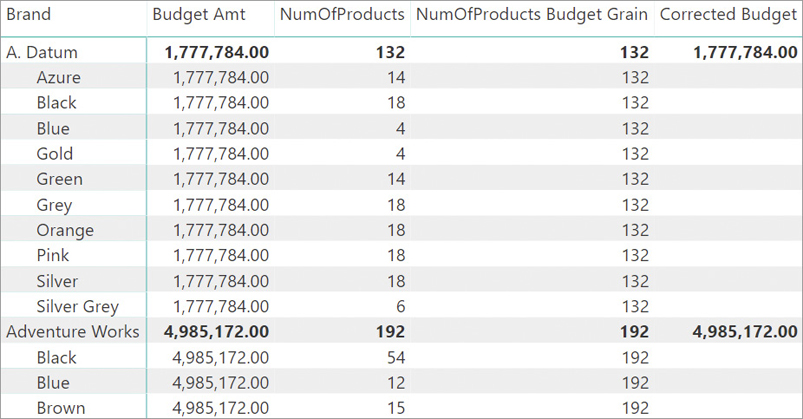 Brand Budget Amt NumOfProducts NumOfProducts Budget Grain Corrected Budget
A. Datum 1,777,784.00 132 132 1,777,784.00
Azure 1,777,784.00 14 132
Black 1,777,784.00 18 132
Blue 1,777,784.00 4 132
Gold 1,777,784.00 4 132
Green 1,777,784.00 14 132
Grey 1,777,784.00 18 132
Orange 1,777,784.00 18 132
Pink 1,777,784.00 18 132
Silver 1,777,784.00 18 132
Silver Grey 1,777,784.00 6 132
Adventure Works 4,985,172.00 192 192 4,985,172.00
Black 4,985,172.00 54 192
Blue 4,985,172.00 12 192
Brown 4,985,172.00 15 192